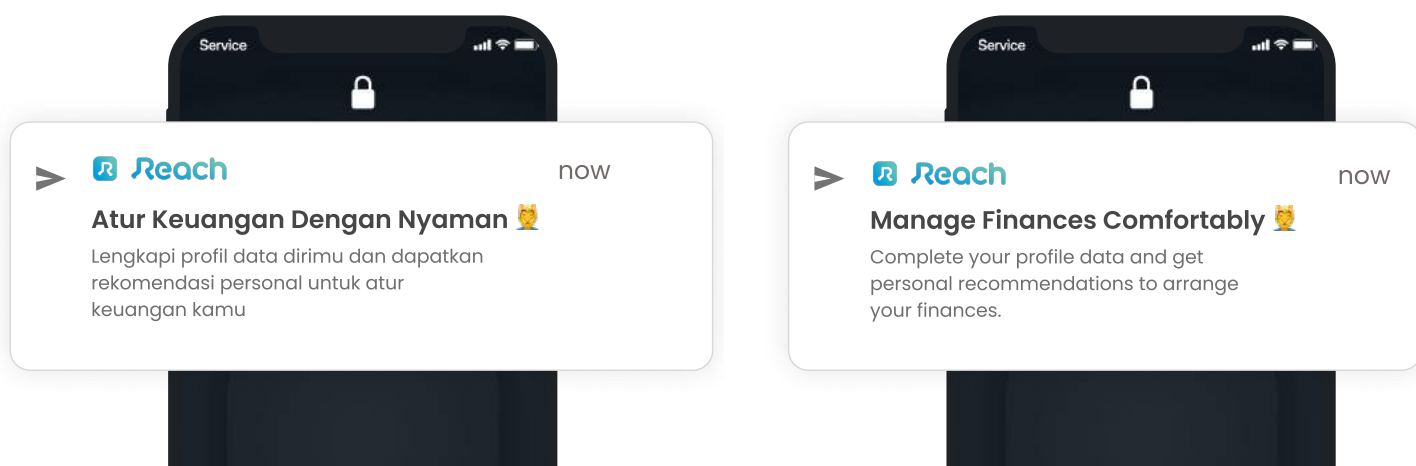 Service
Reach
now
Atur Keuangan Dengan Nyaman 💆
Lengkapi profil data dirimu dan dapatkan
rekomendasi personal untuk atur
keuangan kamu
Service
Reach
now
Manage Finances Comfortably 💆
Complete your profile data and get
personal recommendations to arrange
your finances.